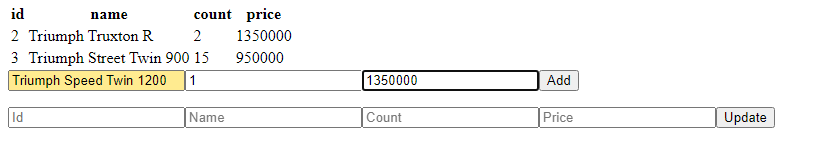 id name count price
2 Triumph Truxton R 2 1350000
3 Triumph Street Twin 900 15 950000
Triumph Speed Twin 1200 1 1350000 Add
Id Name Count Price Update